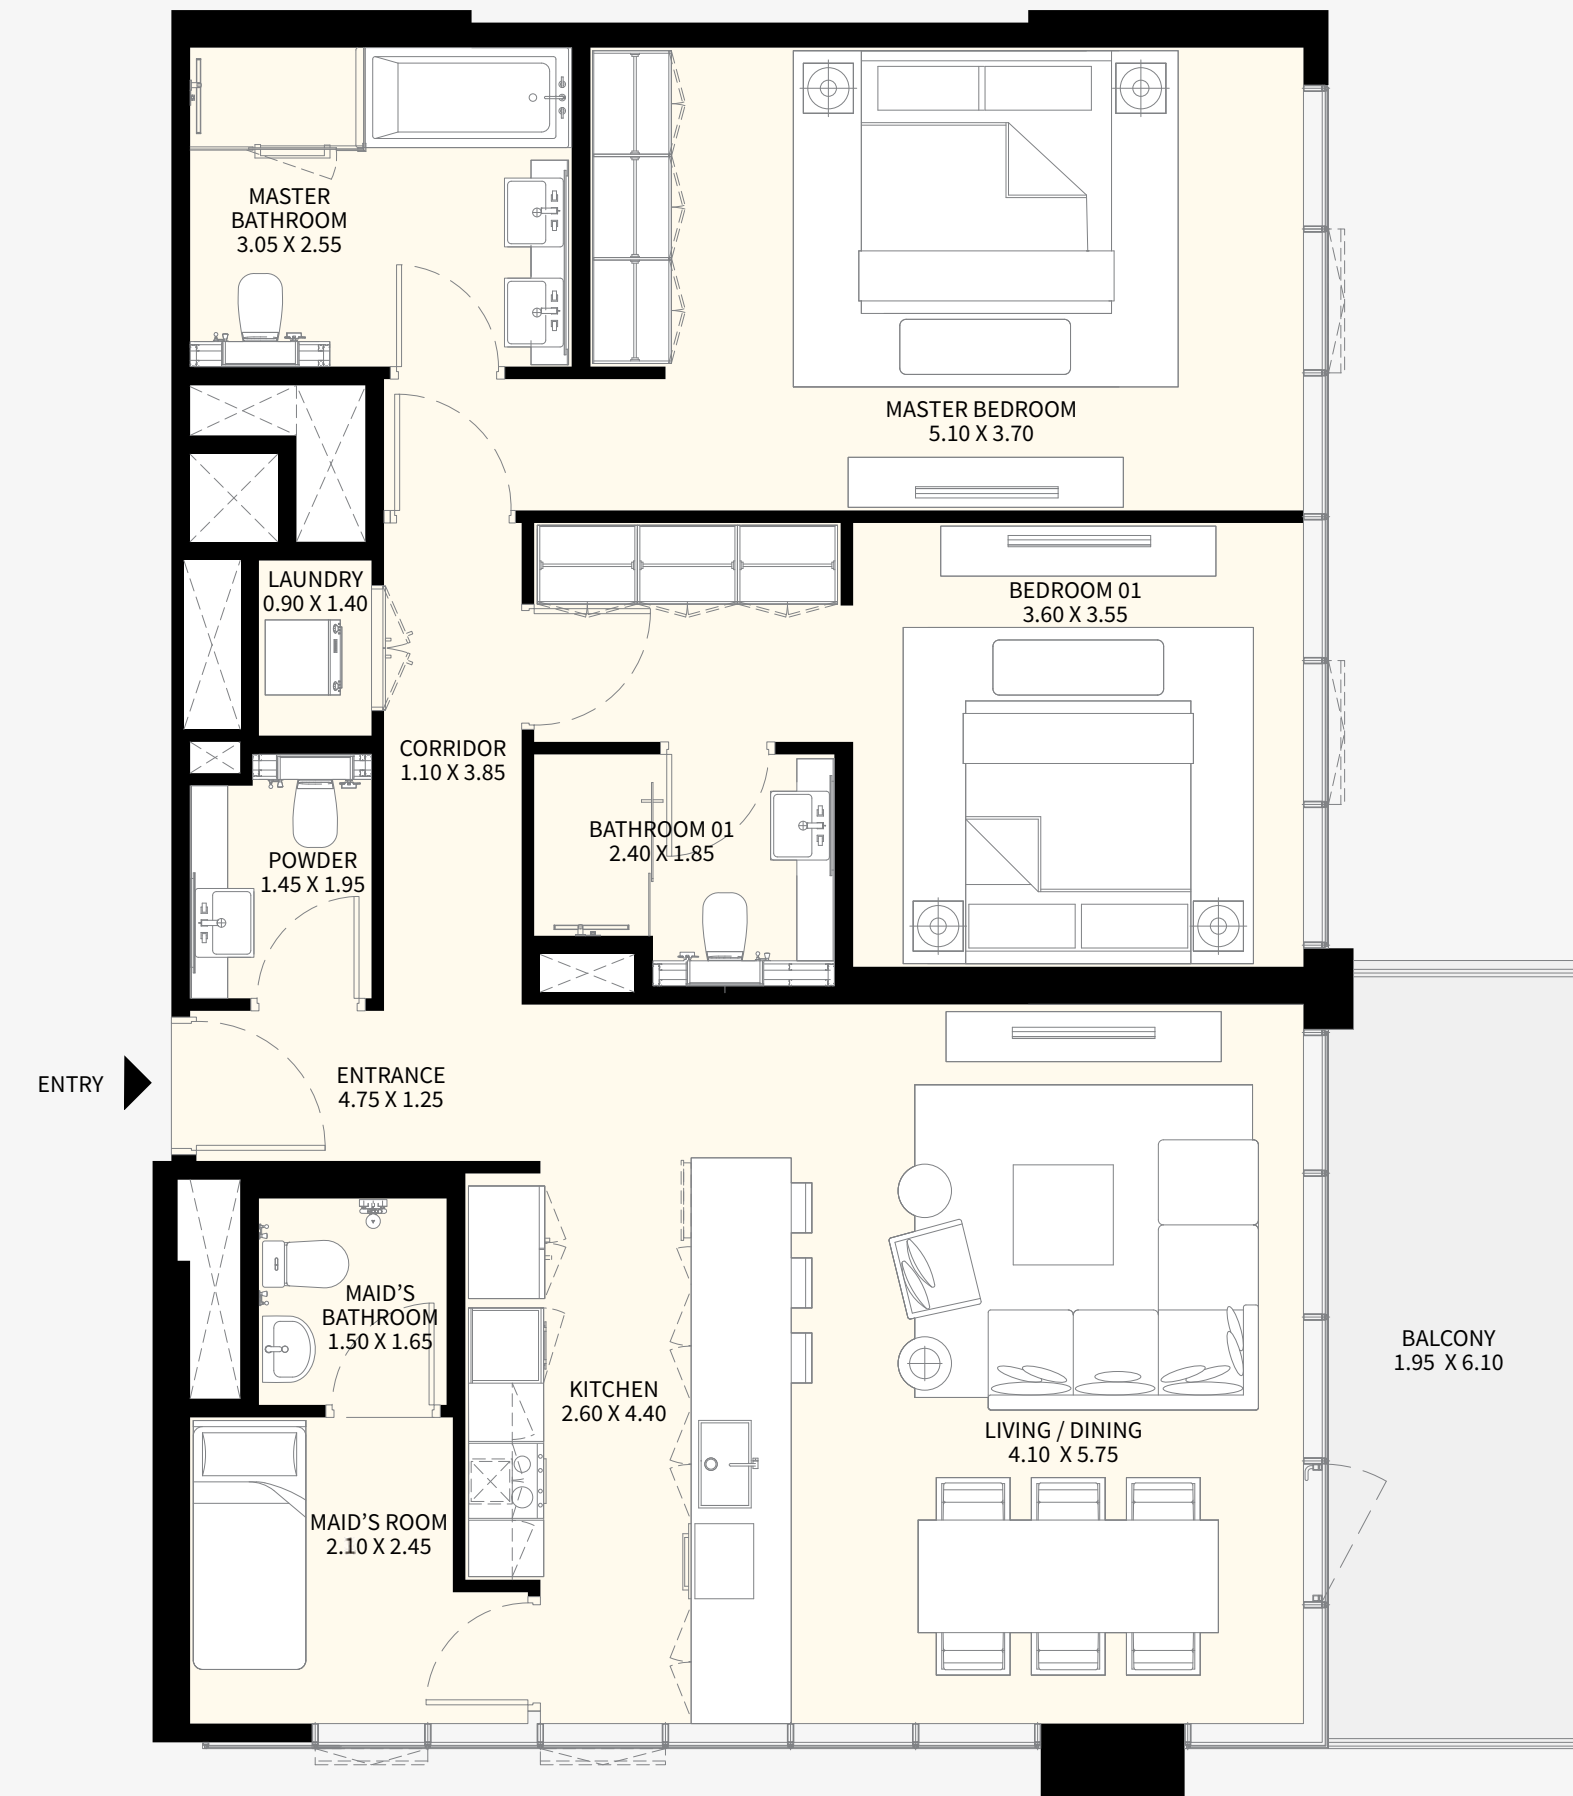 MASTER
BATHROOM
3.05 X 2.55
MASTER BEDROOM
5.10 X 3.70
LAUNDRY
0.90 X 1.40
BEDROOM 01
3.60 X 3.55
CORRIDOR
1.10 X 3.85
BATHROOM 01
2.40 X 1.85
POWDER
1.45 X 1.95
ENTRY
ENTRANCE
4.75 X 1.25
MAID’S
BATHROOM
1.50 X 1.65
KITCHEN
2.60 X 4.40
BALCONY
1.95 X 6.10
LIVING / DINING
4.10 X 5.75
MAID’S ROOM
2.10 X 2.45